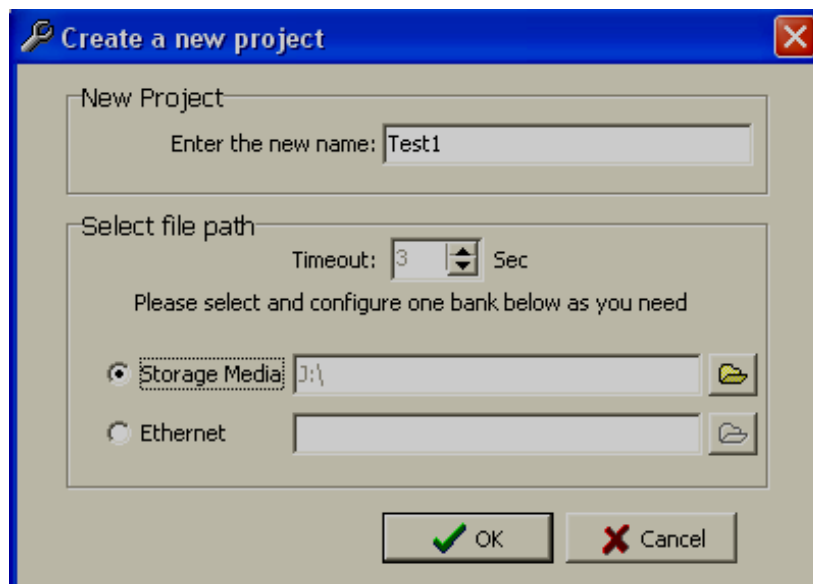 Create a new project
New Project
Enter the new name: Test1
Select file path
Timeout: 3 Sec
Please select and configure one bank below as you need
Storage Media J:\
Ethernet
OK Cancel